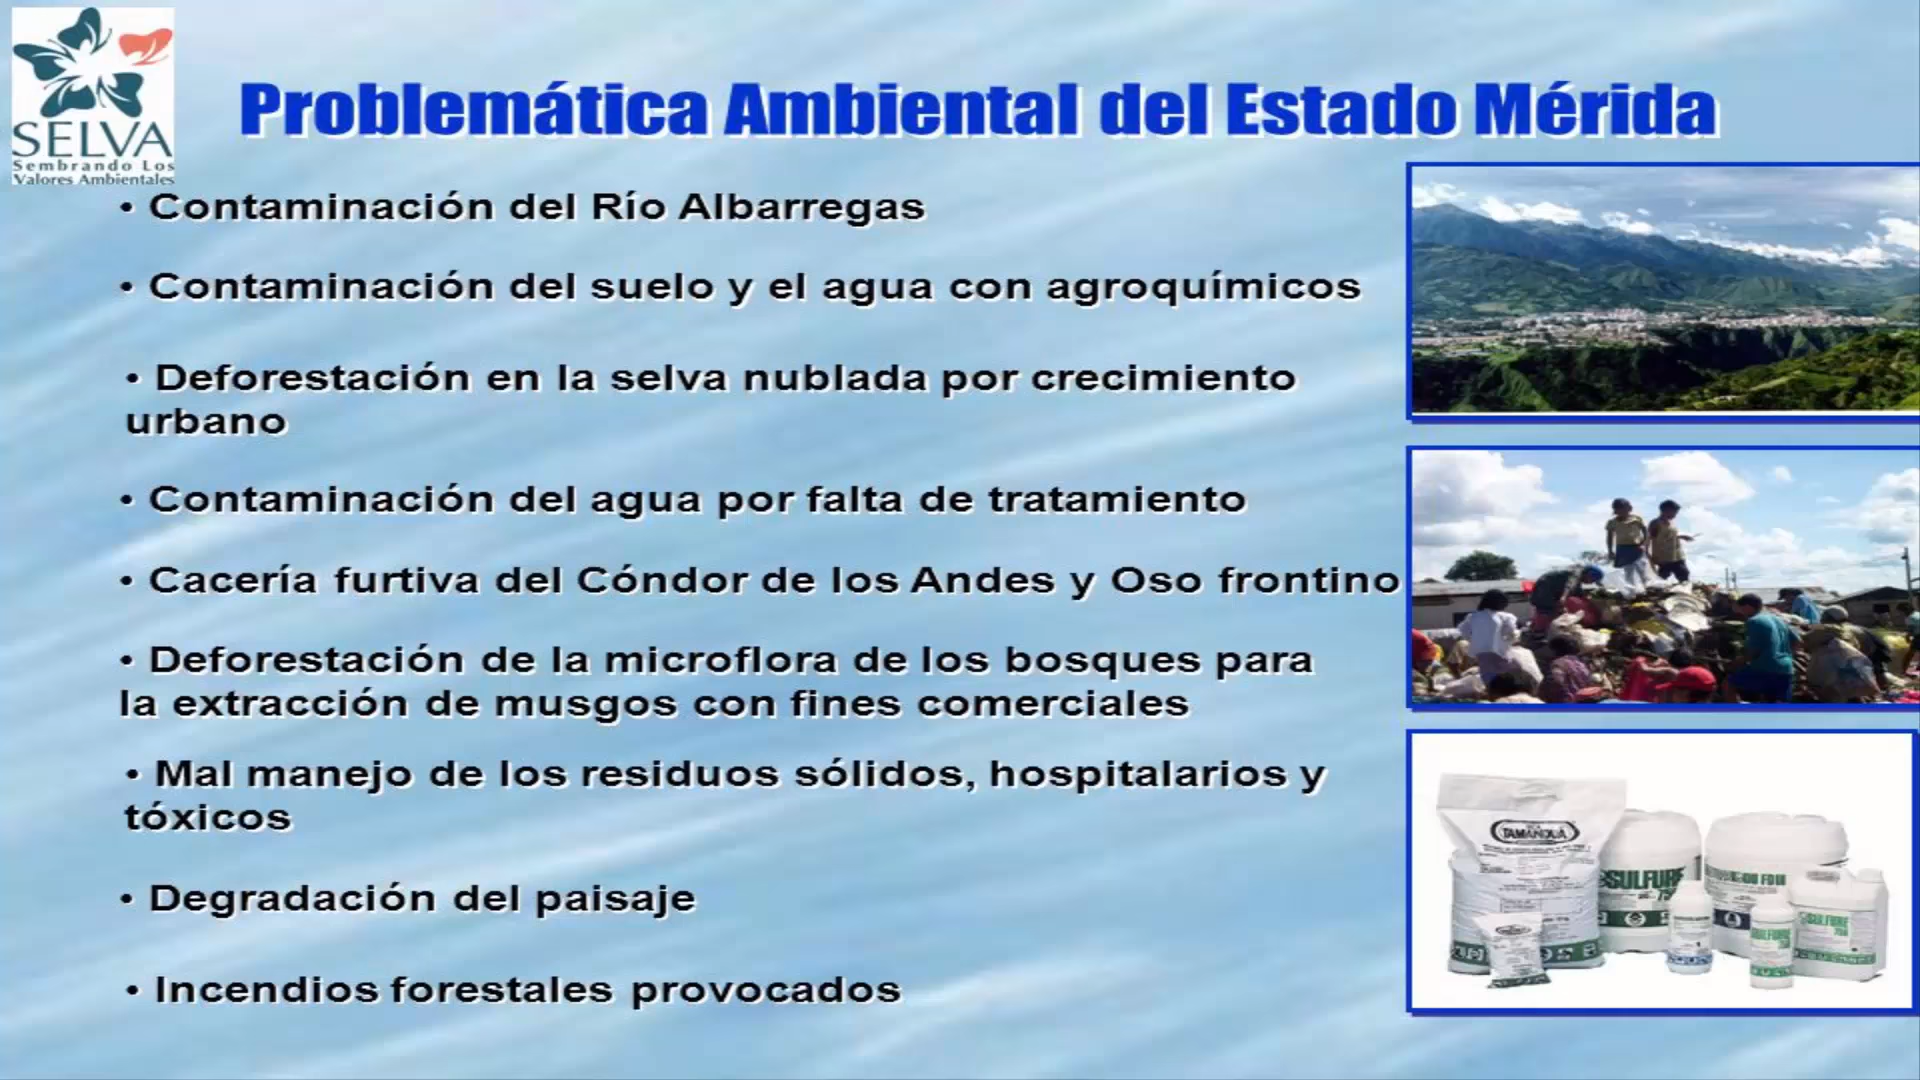 SELVA
Sembrando Los
Valores Ambientales
Problemática Ambiental del Estado Mérida
• Contaminación del Río Albarregas
• Contaminación del suelo y el agua con agroquímicos
• Deforestación en la selva nublada por crecimiento
urbano
• Contaminación del agua por falta de tratamiento
• Cacería furtiva del Cóndor de los Andes y Oso frontino
• Deforestación de la microflora de los bosques para
la extracción de musgos con fines comerciales
• Mal manejo de los residuos sólidos, hospitalarios y
tóxicos
• Degradación del paisaje
• Incendios forestales provocados
TAMANDUA
SULFURE